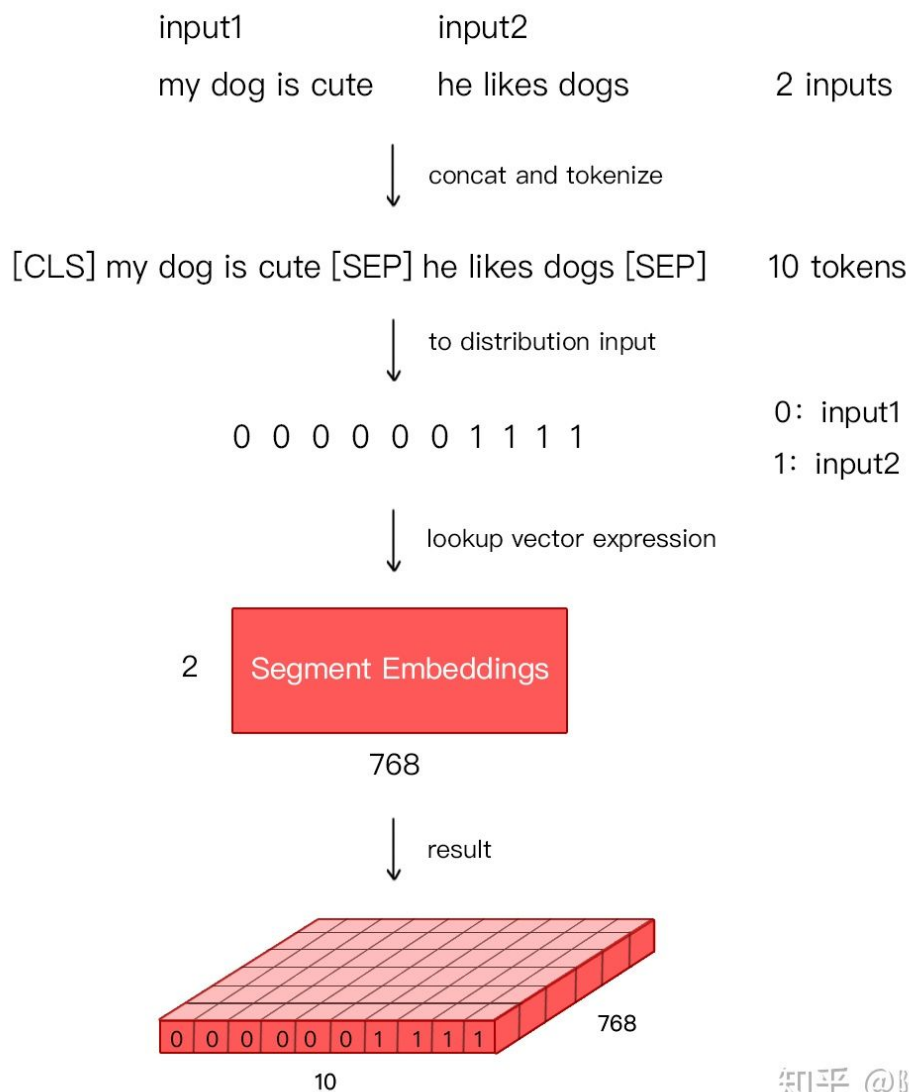 input1 input2
my dog is cute he likes dogs 2 inputs
concat and tokenize
[CLS] my dog is cute [SEP] he likes dogs [SEP] 10 tokens
to distribution input
0: input1
0 0 0 0 0 0 1 1 1 1
1: input2
lookup vector expression
2 Segment Embeddings
768
result
0 0 0 0 0 0 1 1 1 1
768
10
知乎